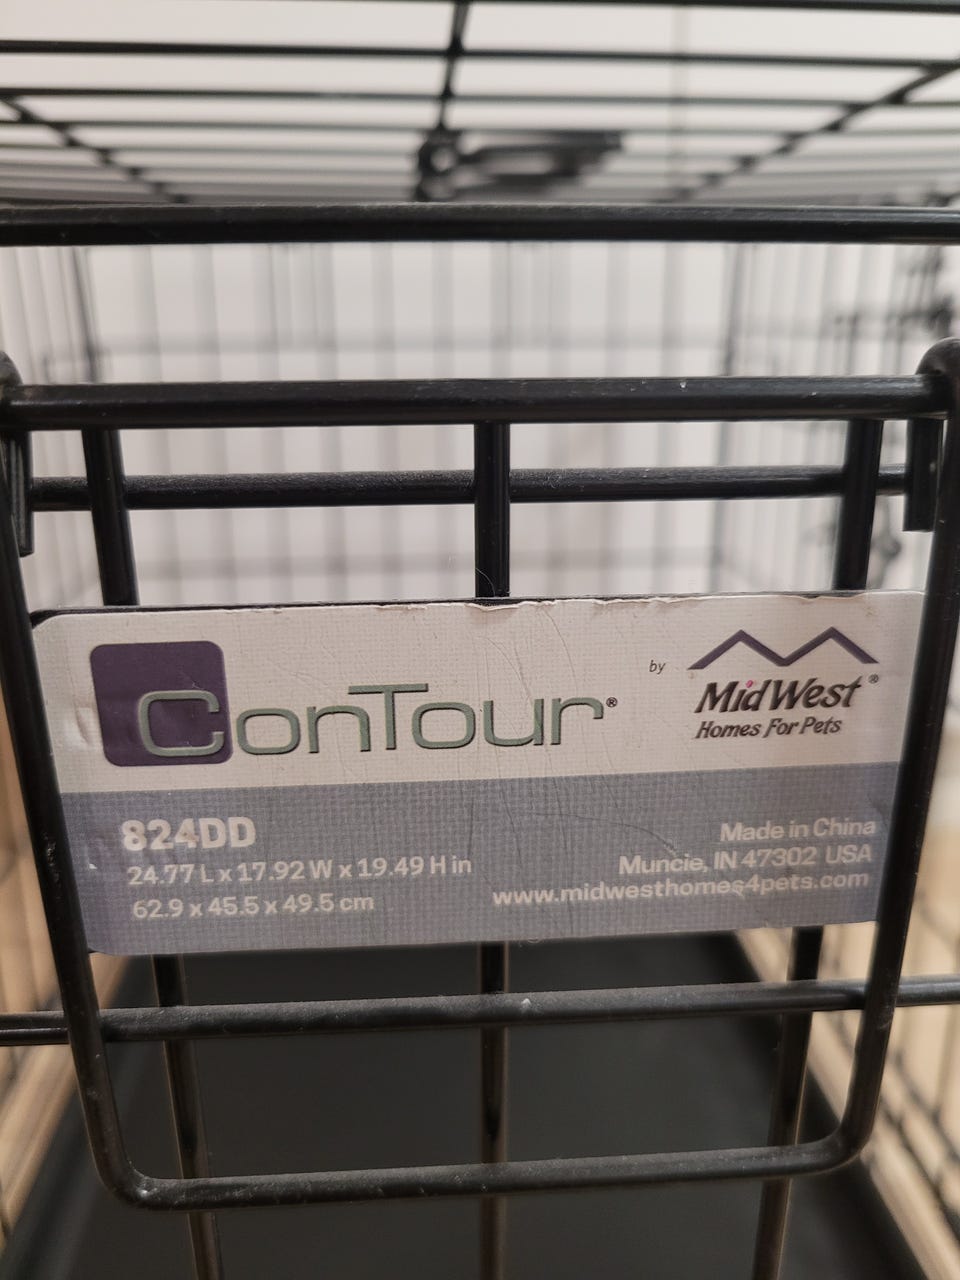 ConTour®
by
MidWest®
Homes For Pets
824DD
24.77 L x 17.92 W x 19.49 H in
62.9 x 45.5 x 49.5 cm
Made in China
Muncie, IN 47302 USA
www.midwesthomes4pets.com